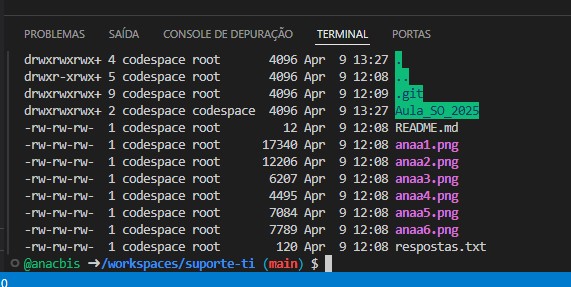 PROBLEMAS SAÍDA CONSOLE DE DEPURAÇÃO TERMINAL PORTAS
drwxrwxrwx+ 4 codespace root 4096 Apr 9 13:27 .
drwxr-xrwx+ 5 codespace root 4096 Apr 9 12:08 ..
drwxrwxrwx+ 9 codespace root 4096 Apr 9 12:09 .git
drwxrwxrwx+ 2 codespace codespace 4096 Apr 9 13:27 Aula_SO_2025
-rw-rw-rw- 1 codespace root 12 Apr 9 12:08 README.md
-rw-rw-rw- 1 codespace root 17340 Apr 9 12:08 anaa1.png
-rw-rw-rw- 1 codespace root 12206 Apr 9 12:08 anaa2.png
-rw-rw-rw- 1 codespace root 6207 Apr 9 12:08 anaa3.png
-rw-rw-rw- 1 codespace root 4495 Apr 9 12:08 anaa4.png
-rw-rw-rw- 1 codespace root 7084 Apr 9 12:08 anaa5.png
-rw-rw-rw- 1 codespace root 7789 Apr 9 12:08 anaa6.png
-rw-rw-rw- 1 codespace root 120 Apr 9 12:08 respostas.txt
@anacbis ➜/workspaces/suporte-ti (main) $
0